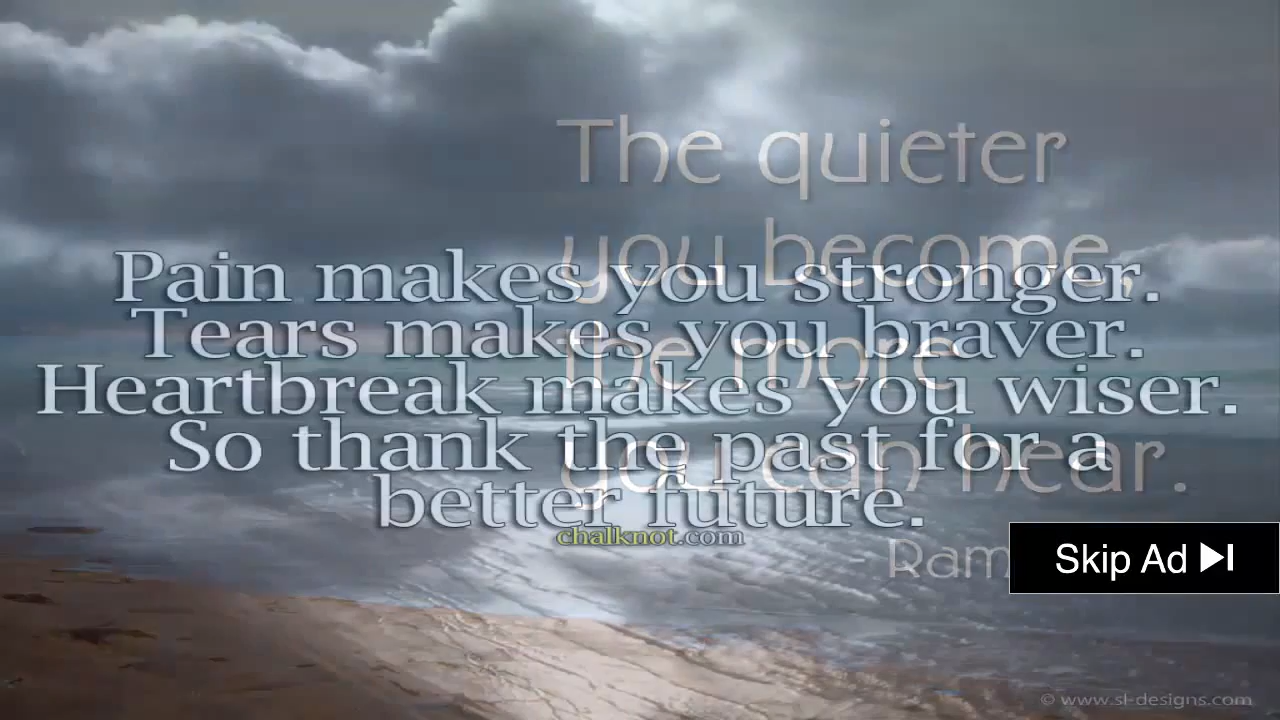 The quieter
you become,
the more
you can hear.
Ram
Pain makes you stronger.
Tears makes you braver.
Heartbreak makes you wiser.
So thank the past for a
better future.
chalknot.com
Skip Ad
© www.sl-designs.com